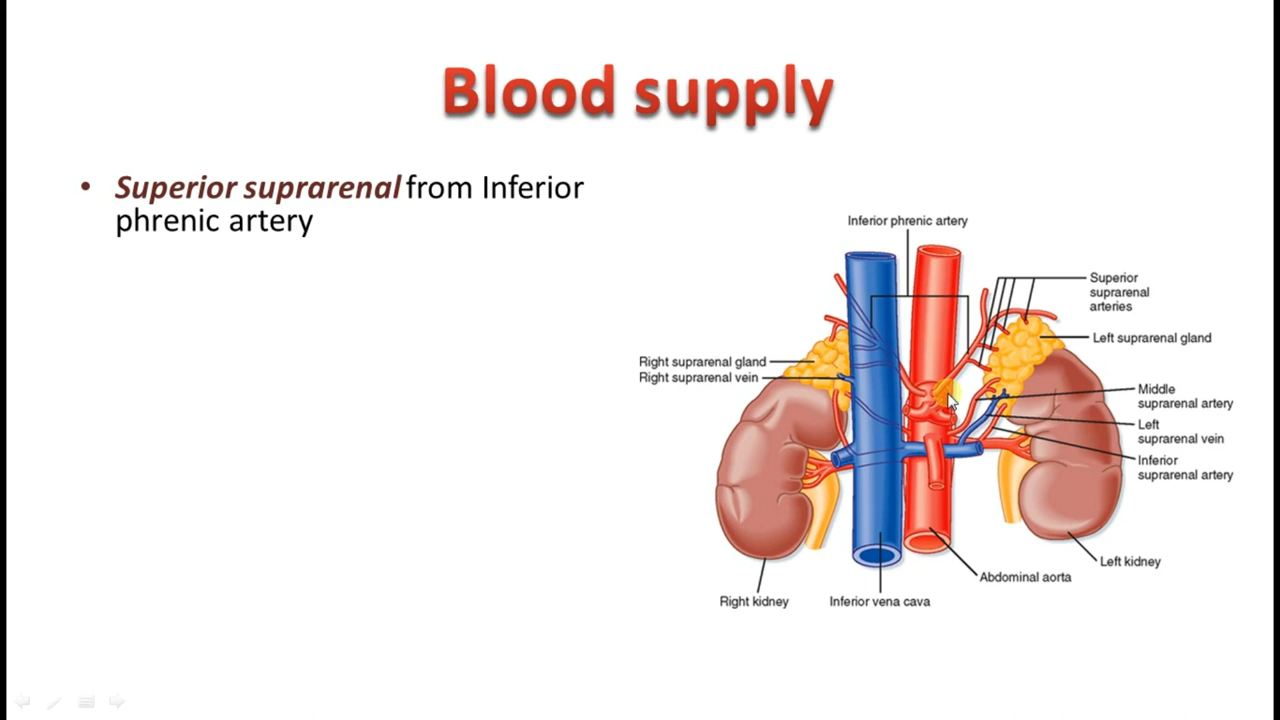 Blood supply
• Superior suprarenal from Inferior
phrenic artery
Inferior phrenic artery
Superior
suprarenal
arteries
Left suprarenal gland
Right suprarenal gland
Right suprarenal vein
Middle
suprarenal artery
Left
suprarenal vein
Inferior
suprarenal artery
Left kidney
Abdominal aorta
Right kidney
Inferior vena cava